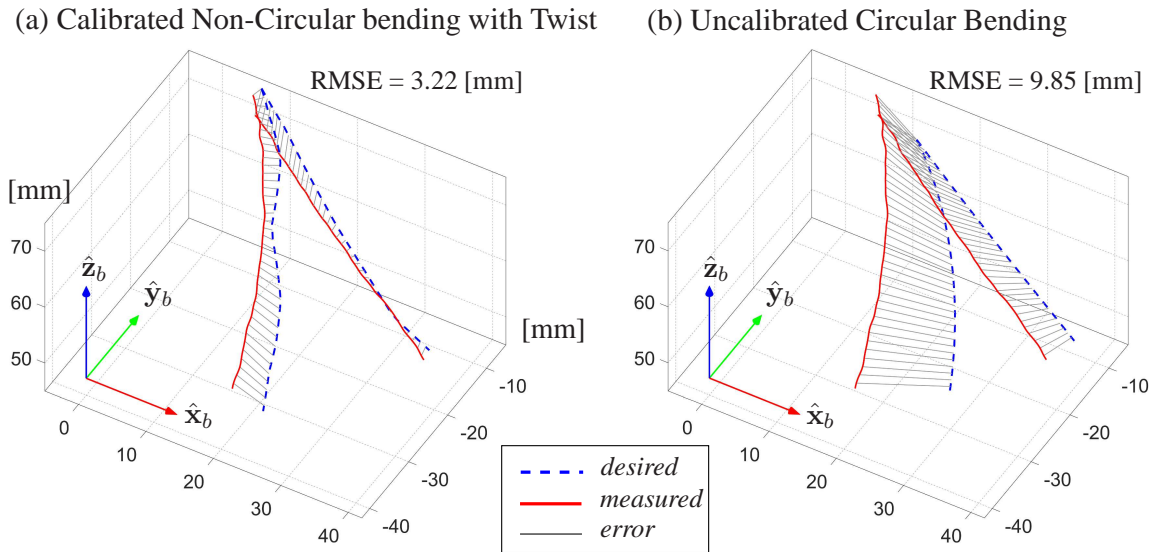 (a) Calibrated Non-Circular bending with Twist
RMSE = 3.22 [mm]
[mm]
70
60
50
ẑb
ŷb
x̂b
0
10
20
30
40
-40
-30
-20
-10
[mm]
(b) Uncalibrated Circular Bending
RMSE = 9.85 [mm]
70
60
50
ẑb
ŷb
x̂b
0
10
20
30
40
-40
-30
-20
-10
desired
measured
error